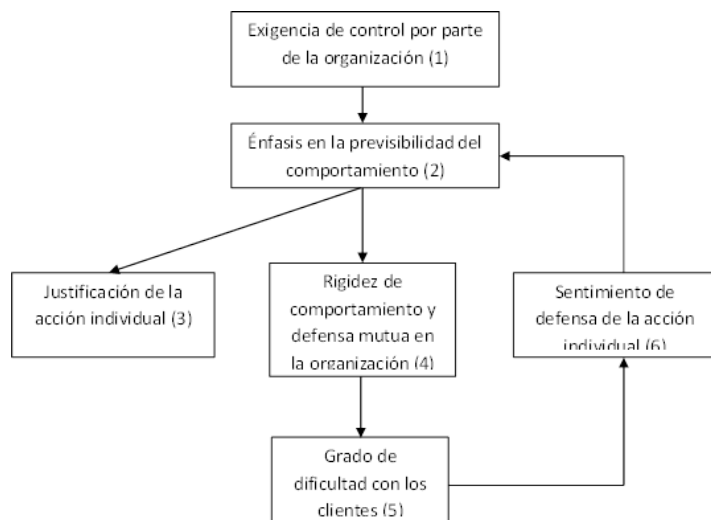 Exigencia de control por parte
de la organización (1)
Énfasis en la previsibilidad del
comportamiento (2)
Justificación de la
acción individual (3)
Rigidez de
comportamiento y
defensa mutua en
la organización (4)
Sentimiento de
defensa de la acción
individual (6)
Grado de
dificultad con los
clientes (5)